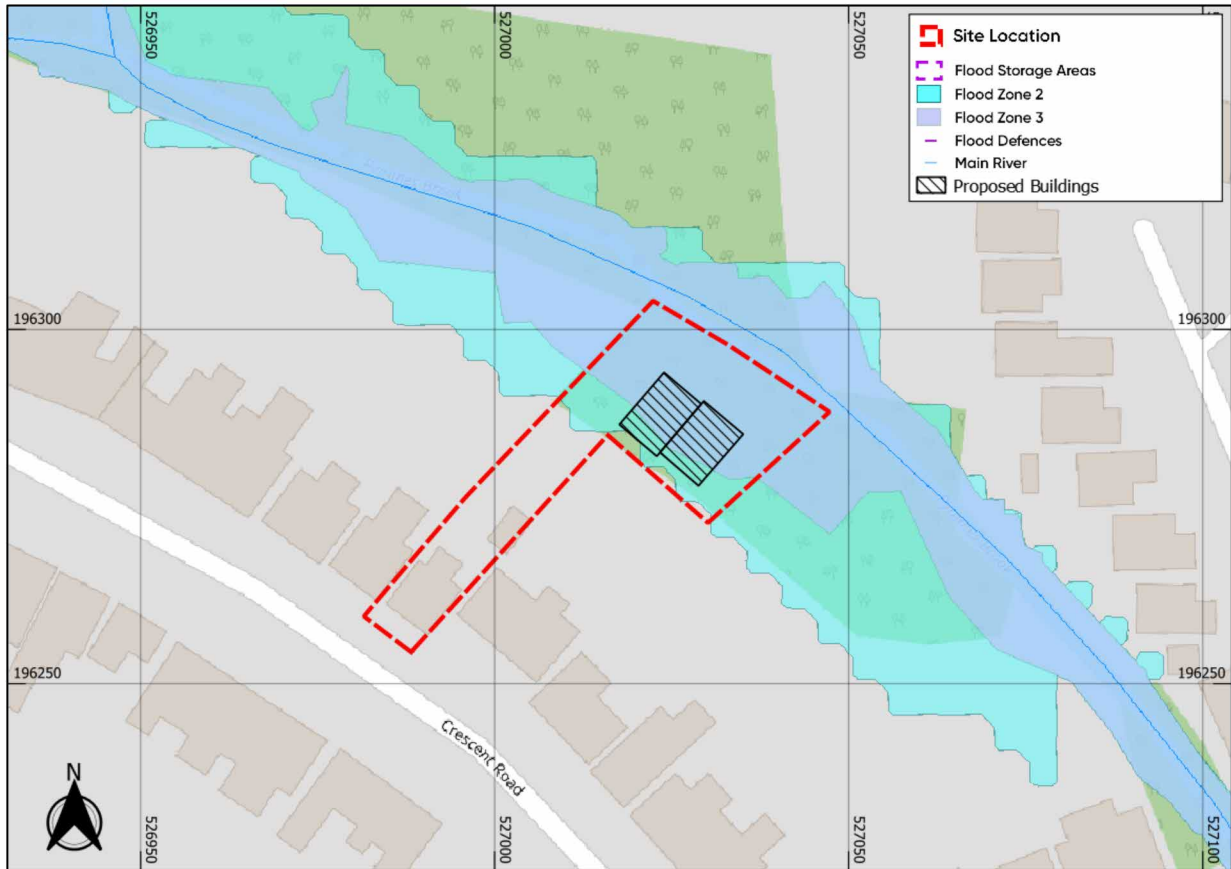 526950
527000
527050
Site Location
Flood Storage Areas
Flood Zone 2
Flood Zone 3
Flood Defences
Main River
Proposed Buildings
196300
196300
196250
196250
Crescent Road
N
526950
527000
527050
527100